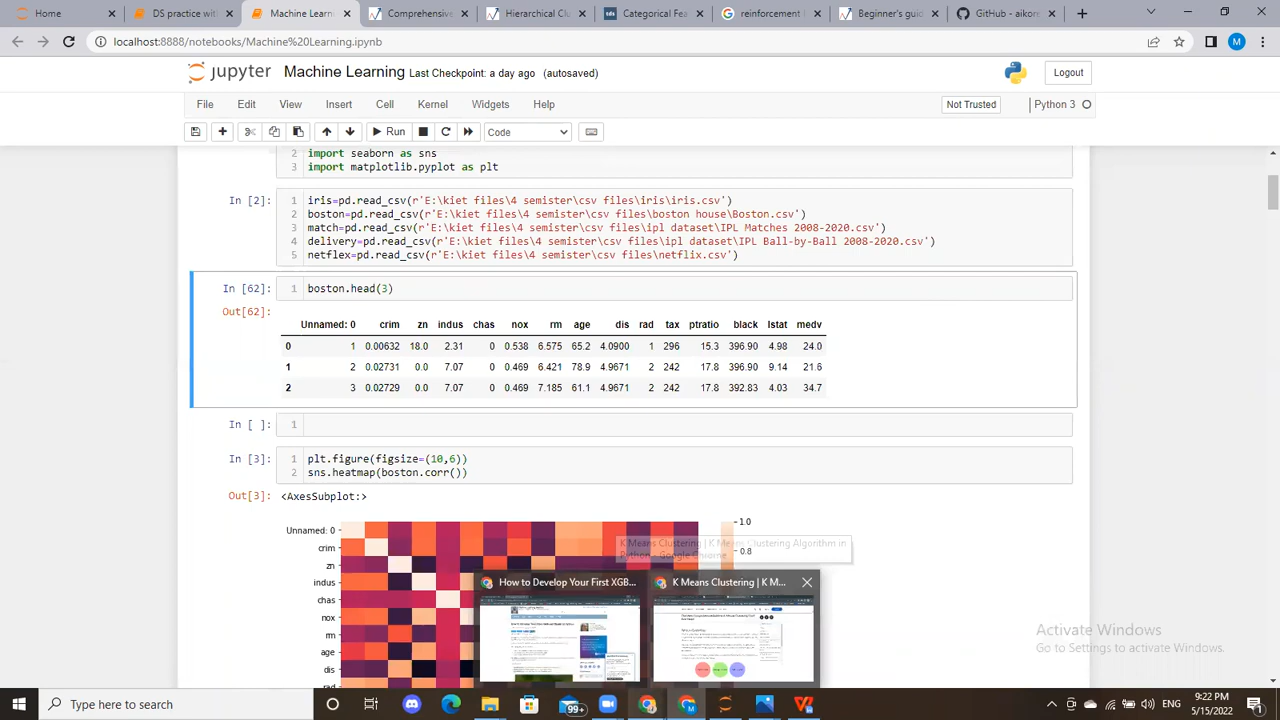 Home
DS practice with
Machine Learnin
Comprehensive
Hierarchical Clu
Categorical Fea
reinforcement l
Beginner's guid
GitHub - aikore
localhost:8888/notebooks/Machine%20Learning.ipynb
M
jupyter Machine Learning Last Checkpoint: a day ago (autosaved)
Logout
File Edit View Insert Cell Kernel Widgets Help
Not Trusted
Python 3
Run
Code
2 import seaborn as sns
3 import matplotlib.pyplot as plt
In [2]: 1 iris=pd.read_csv(r'E:\kiet files\4 semister\csv files\iris\iris.csv')
2 boston=pd.read_csv(r'E:\kiet files\4 semister\csv files\boston house\Boston.csv')
3 match=pd.read_csv(r'E:\kiet files\4 semister\csv files\ipl dataset\IPL Matches 2008-2020.csv')
4 delivery=pd.read_csv(r'E:\kiet files\4 semister\csv files\ipl dataset\IPL Ball-by-Ball 2008-2020.csv')
5 netflex=pd.read_csv(r'E:\kiet files\4 semister\csv files\netflix.csv')
In [62]: 1 boston.head(3)
Out[62]:
Unnamed: 0 crim zn indus chas nox rm age dis rad tax ptratio black lstat medv
0 1 0.00632 18.0 2.31 0 0.538 6.575 65.2 4.0900 1 296 15.3 396.90 4.98 24.0
1 2 0.02731 0.0 7.07 0 0.469 6.421 78.9 4.9671 2 242 17.8 396.90 9.14 21.6
2 3 0.02729 0.0 7.07 0 0.469 7.185 61.1 4.9671 2 242 17.8 392.83 4.03 34.7
In [ ]: 1
In [3]: 1 plt.figure(figsize=(10,6))
2 sns.heatmap(boston.corr())
Out[3]: <AxesSubplot:>
Unnamed: 0
crim
zn
indus
chas
nox
rm
age
dis
rad
1.0
0.8
K Means Clustering | K Means Clustering Algorithm in
Python - Google Chrome
How to Develop Your First XGB...
K Means Clustering | K M...
Activate Windows
Go to Settings to activate Windows.
Type here to search
99+
M
ENG
9:22 PM
5/15/2022
1